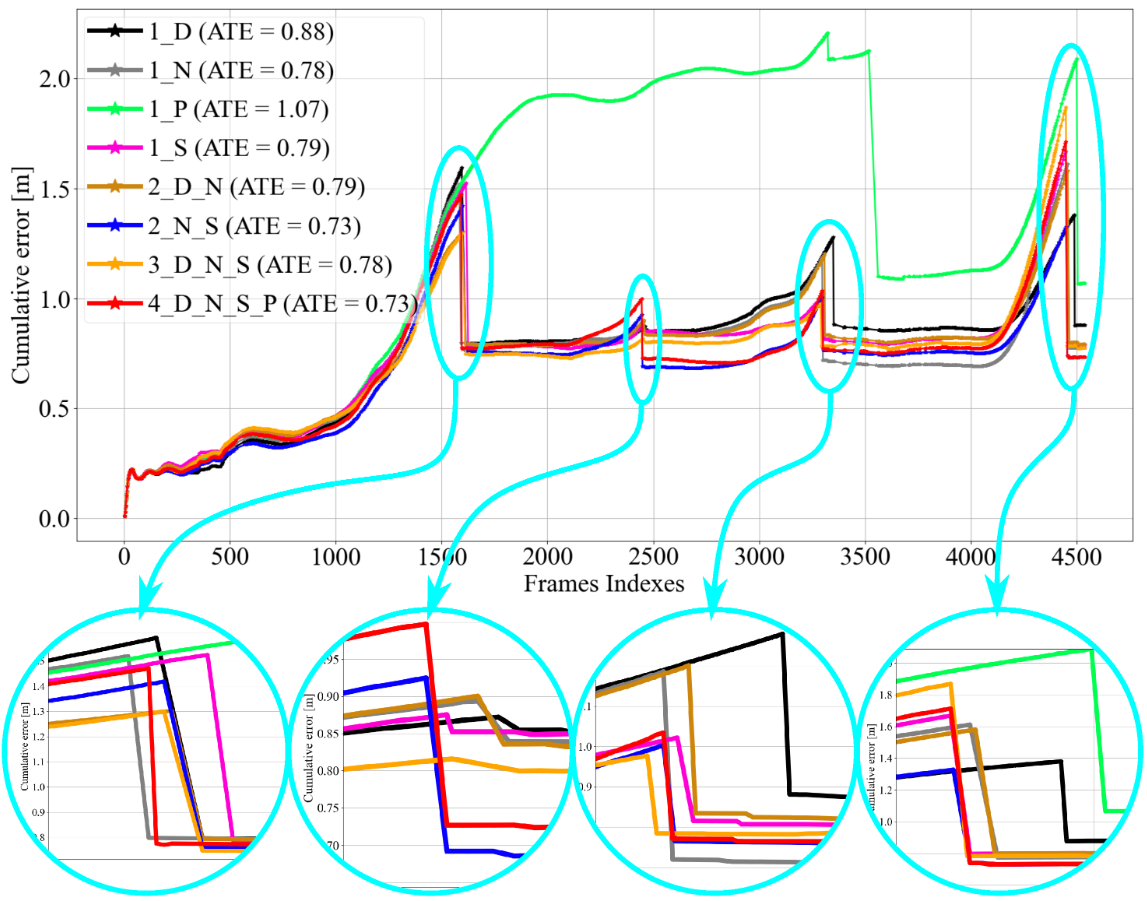 1_D (ATE = 0.88)
1_N (ATE = 0.78)
1_P (ATE = 1.07)
1_S (ATE = 0.79)
2_D_N (ATE = 0.79)
2_N_S (ATE = 0.73)
3_D_N_S (ATE = 0.78)
4_D_N_S_P (ATE = 0.73)
Cumulative error [m]
2.0
1.5
1.0
0.5
0.0
0 500 1000 1500 2000 2500 3000 3500 4000 4500
Frames Indexes
Cumulative error [m]
1.4
1.3
1.2
1.1
1.0
0.9
0.8
Cumulative error [m]
0.95
0.90
0.85
0.80
0.75
.70
Cumulative error [m]
.1
1.0
0.9
umulative error [m]
1.8
1.6
1.4
1.2
1.0